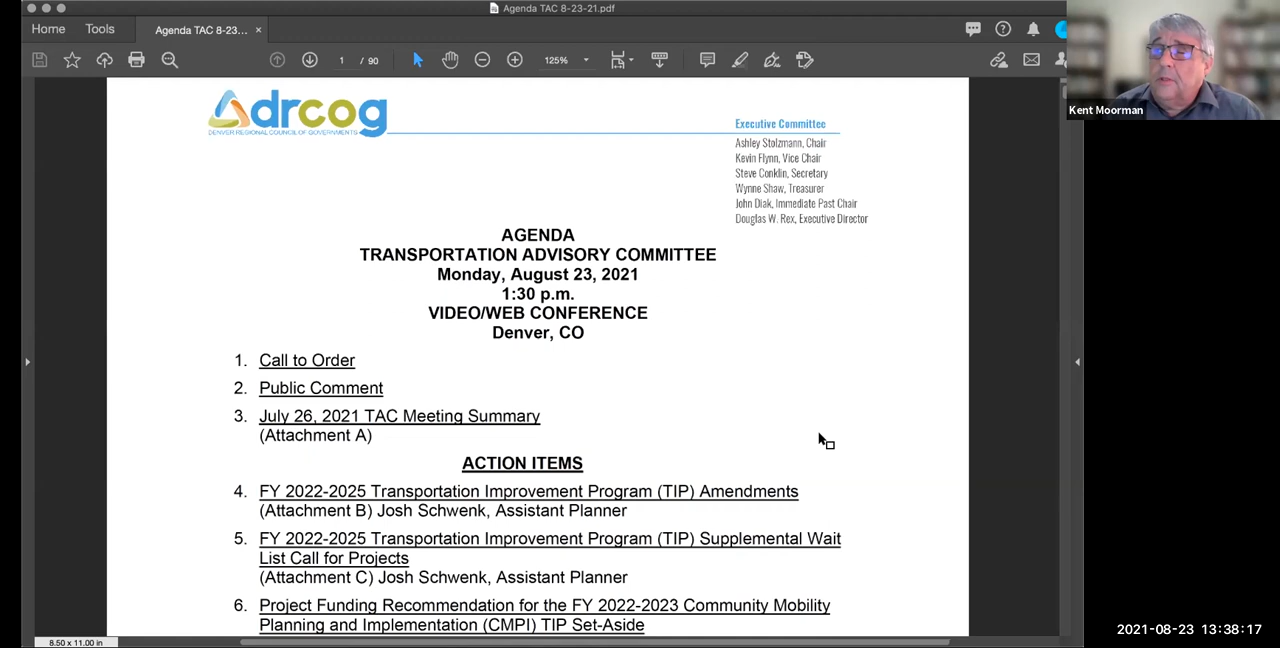 Agenda TAC 8-23-21.pdf
Home
Tools
Agenda TAC 8-23...
×
1 / 90
125%
Kent Moorman
drcog
DENVER REGIONAL COUNCIL OF GOVERNMENTS
Executive Committee
Ashley Stolzmann, Chair
Kevin Flynn, Vice Chair
Steve Conklin, Secretary
Wynne Shaw, Treasurer
John Diak, Immediate Past Chair
Douglas W. Rex, Executive Director
AGENDA
TRANSPORTATION ADVISORY COMMITTEE
Monday, August 23, 2021
1:30 p.m.
VIDEO/WEB CONFERENCE
Denver, CO
1. Call to Order
2. Public Comment
3. July 26, 2021 TAC Meeting Summary
(Attachment A)
ACTION ITEMS
4. FY 2022-2025 Transportation Improvement Program (TIP) Amendments
(Attachment B) Josh Schwenk, Assistant Planner
5. FY 2022-2025 Transportation Improvement Program (TIP) Supplemental Wait
List Call for Projects
(Attachment C) Josh Schwenk, Assistant Planner
6. Project Funding Recommendation for the FY 2022-2023 Community Mobility
Planning and Implementation (CMPI) TIP Set-Aside
8.50 x 11.00 in
2021-08-23 13:38:17